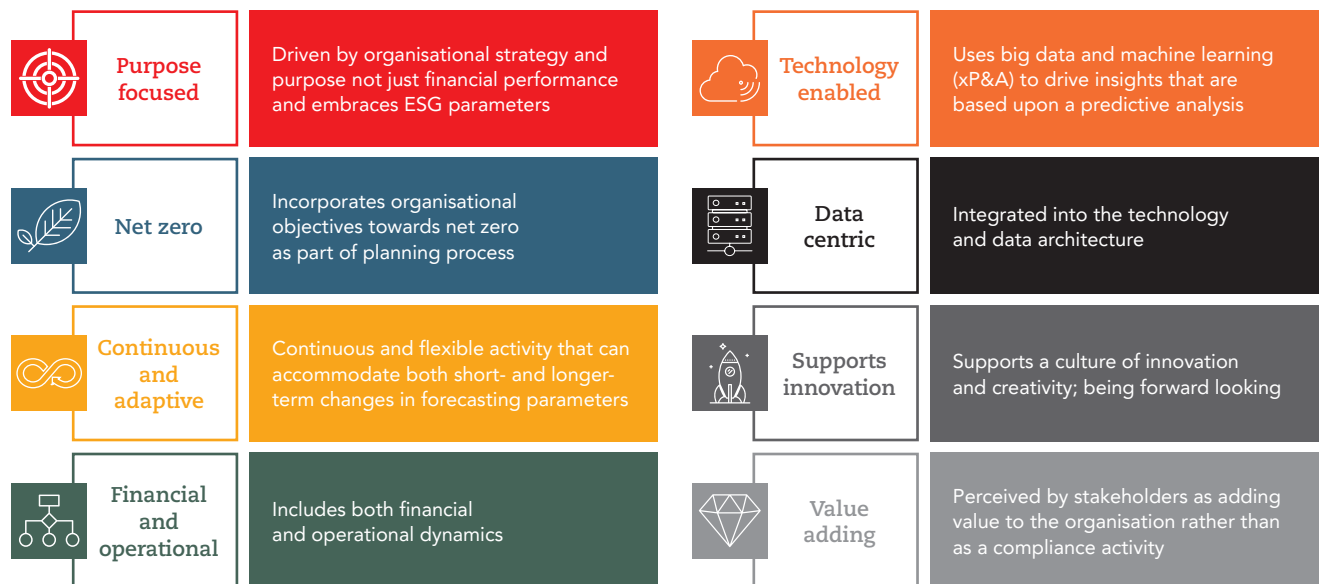 Purpose
focused
Driven by organisational strategy and
purpose not just financial performance
and embraces ESG parameters
Net zero
Incorporates organisational
objectives towards net zero
as part of planning process
Continuous
and
adaptive
Continuous and flexible activity that can
accommodate both short- and longer-
term changes in forecasting parameters
Financial
and
operational
Includes both financial
and operational dynamics
Technology
enabled
Uses big data and machine learning
(xP&A) to drive insights that are
based upon a predictive analysis
Data
centric
Integrated into the technology
and data architecture
Supports
innovation
Supports a culture of innovation
and creativity; being forward looking
Value
adding
Perceived by stakeholders as adding
value to the organisation rather than
as a compliance activity